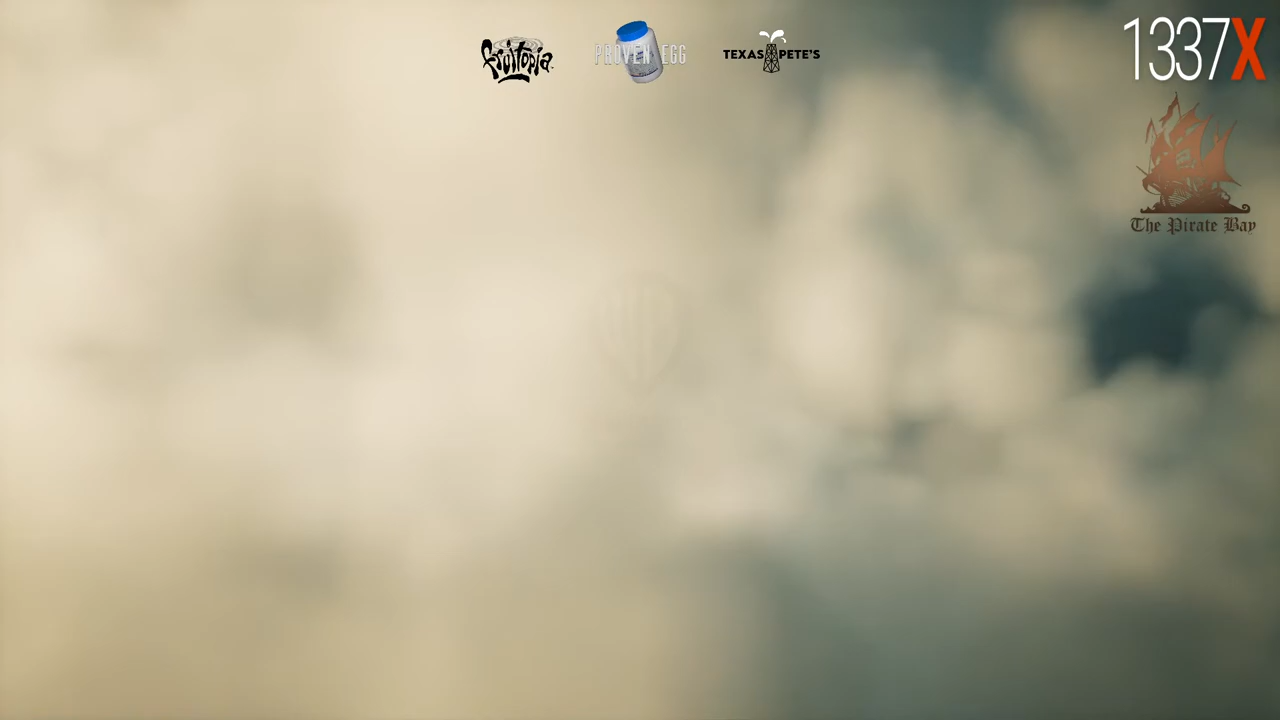 fruitopia
PROVEN EGG
TEXAS PETE'S
1337X
The Pirate Bay